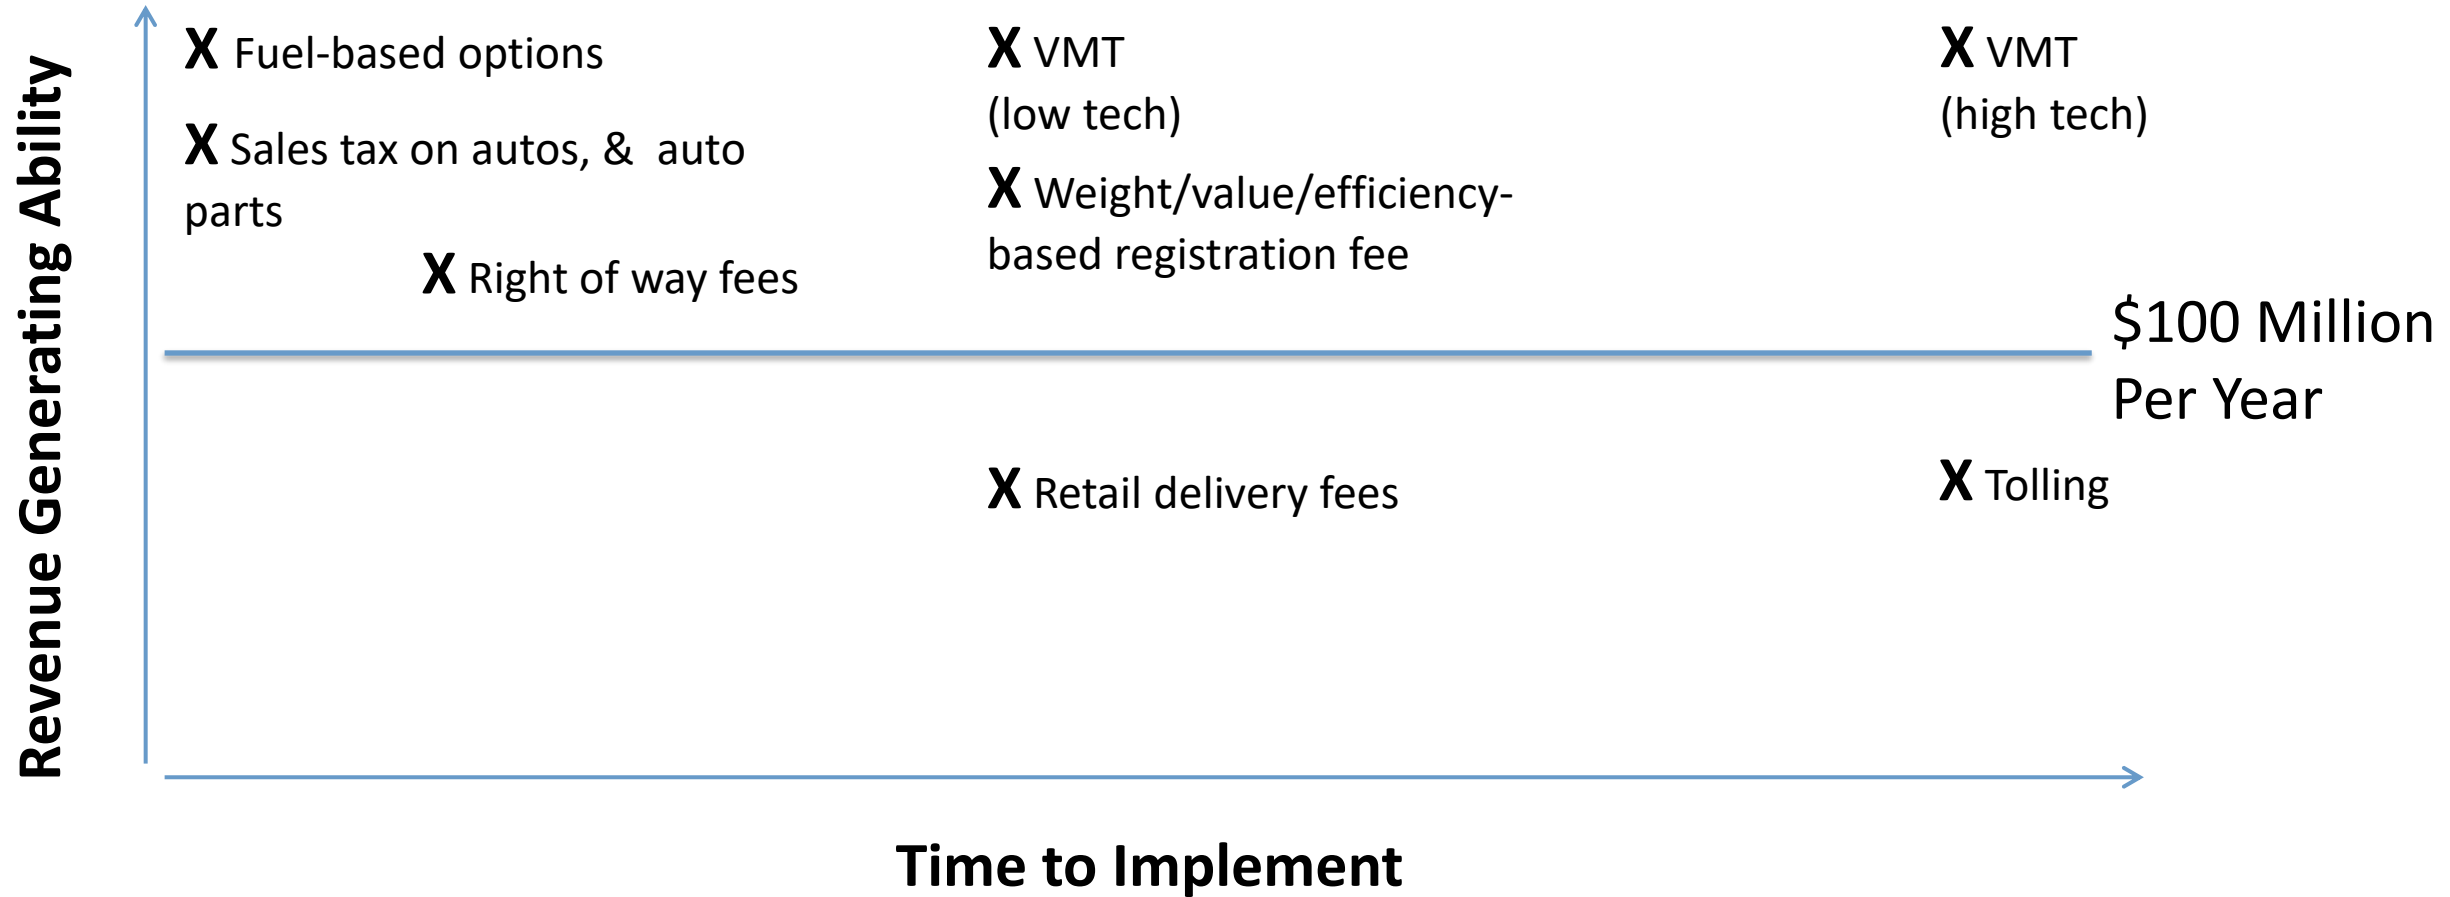 Revenue Generating Ability
X Fuel-based options
X Sales tax on autos, & auto
parts
X Right of way fees
X VMT
(low tech)
X Weight/value/efficiency-
based registration fee
X VMT
(high tech)
$100 Million
Per Year
X Retail delivery fees
X Tolling
Time to Implement